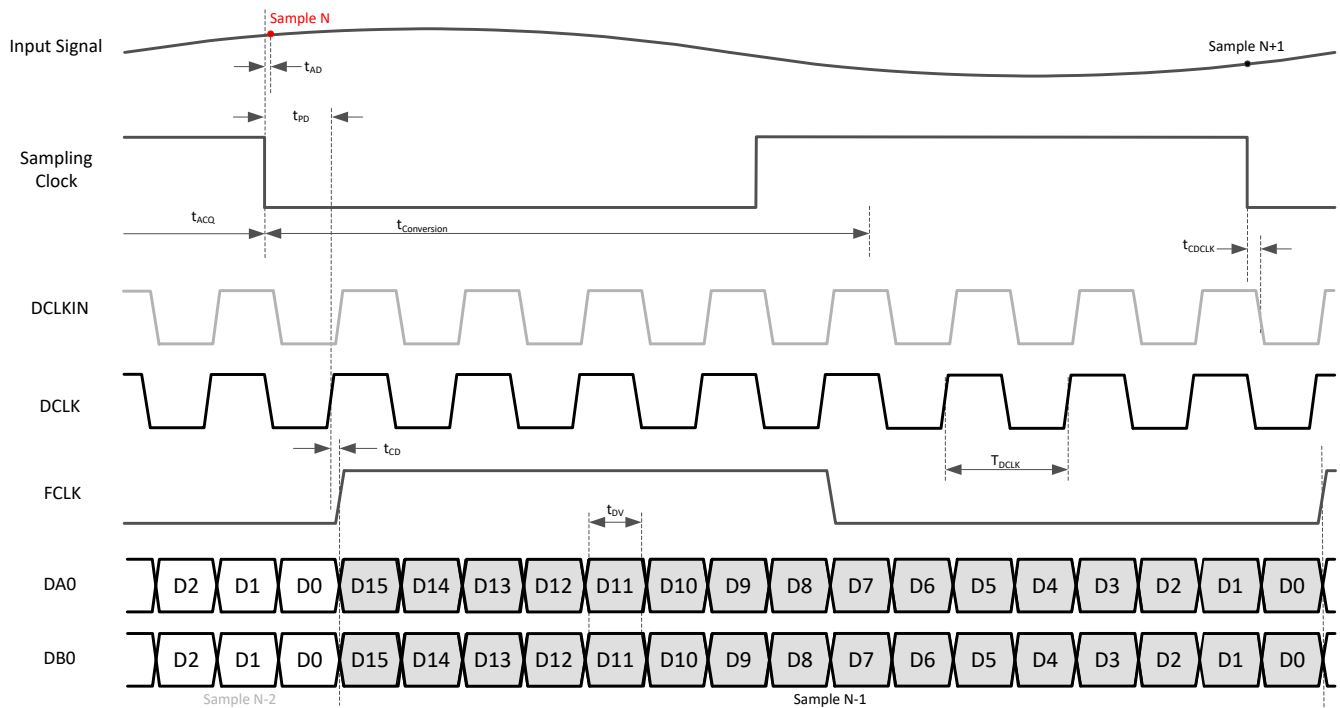 Sample N
Input Signal
Sample N+1
tAD
tPD
Sampling
Clock
tACQ
tConversion
tCDCLK
DCLKIN
DCLK
tCD
TDCLK
FCLK
tDV
DA0
D2 D1 D0 D15 D14 D13 D12 D11 D10 D9 D8 D7 D6 D5 D4 D3 D2 D1 D0
DB0
D2 D1 D0 D15 D14 D13 D12 D11 D10 D9 D8 D7 D6 D5 D4 D3 D2 D1 D0
Sample N-2
Sample N-1